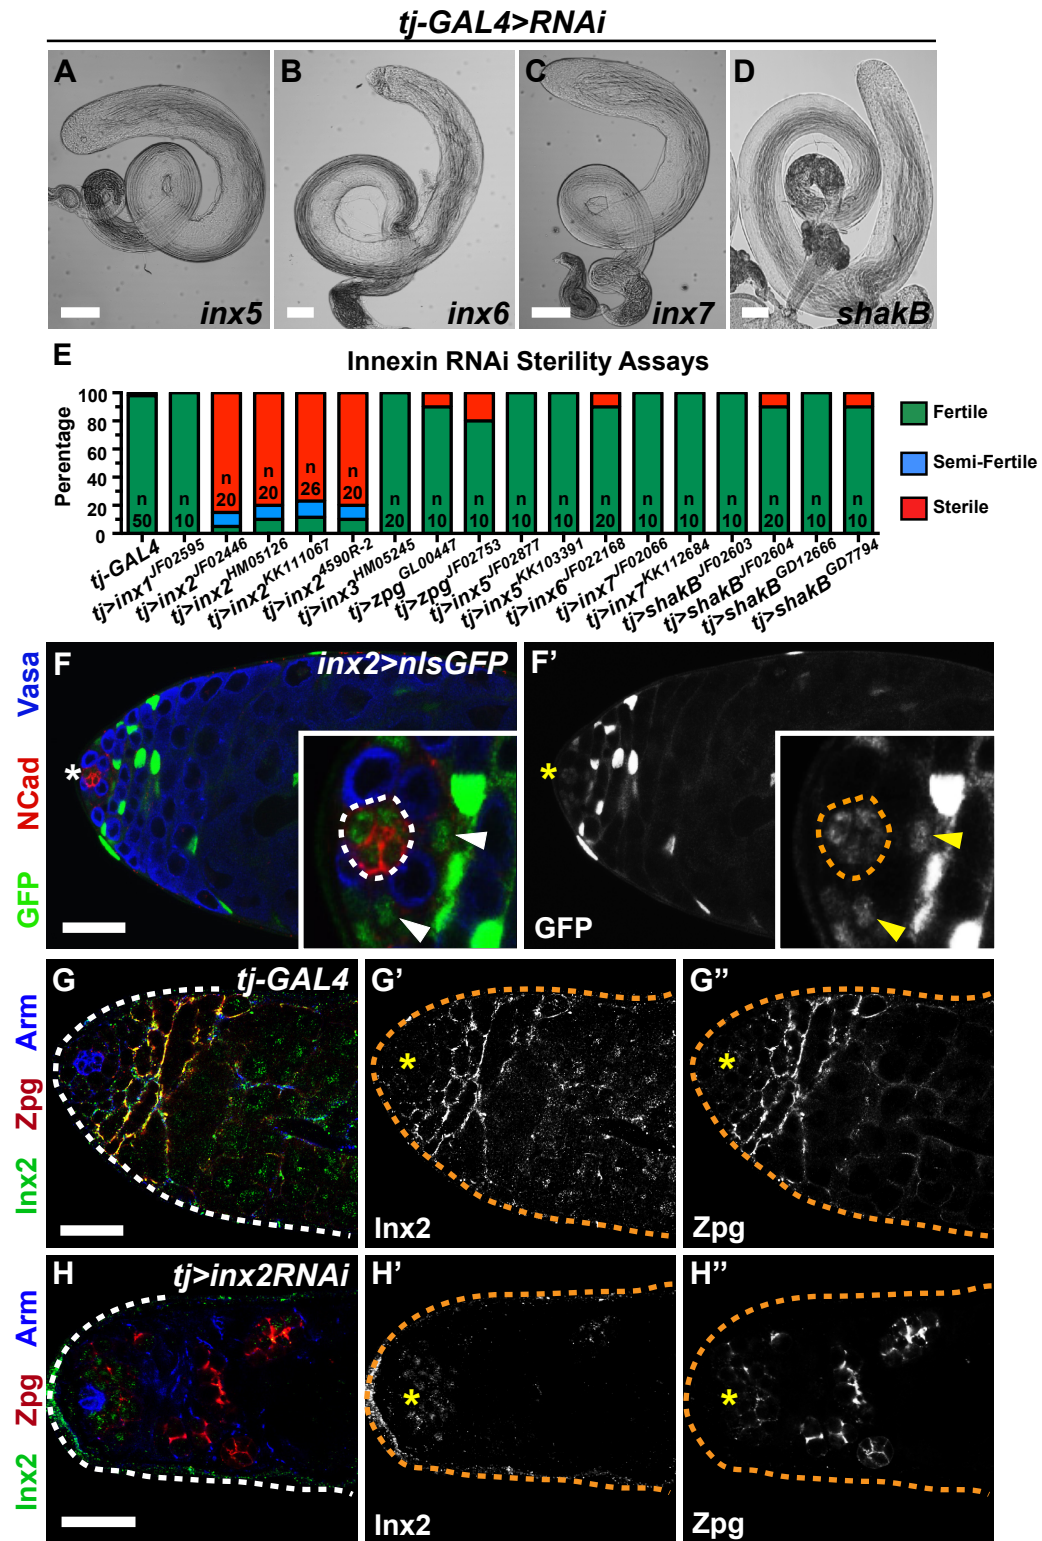 tj-GAL4>RNAi
A
B
C
D
inx5
inx6
inx7
shakB
E
Innexin RNAi Sterility Assays
Perentage
100
80
60
40
20
0
n
50
n
10
n
20
n
20
n
26
n
20
n
20
n
10
n
10
n
10
n
10
n
20
n
10
n
10
n
10
n
20
n
10
n
10
tj-GAL4
tj>inx1JF02595
tj>inx2JF02446
tj>inx2HM05126
tj>inx2KK111067
tj>inx24590R-2
tj>inx3HM05245
tj>zpgGL00447
tj>zpgJF02753
tj>inx5JF02877
tj>inx5KK03391
tj>inx6JF022168
tj>inx7JF02066
tj>inx7KK112684
tj>shakBJF02603
tj>shakBJF02604
tj>shakBGD12666
tj>shakBGD7794
Fertile
Semi-Fertile
Sterile
GFP NCad Vasa
F
inx2>nlsGFP
*
F’
*
GFP
Inx2 Zpg Arm
G
tj-GAL4
G’
*
Inx2
G”
*
Zpg
Inx2 Zpg Arm
H
tj>inx2RNAi
H’
*
Inx2
H”
*
Zpg